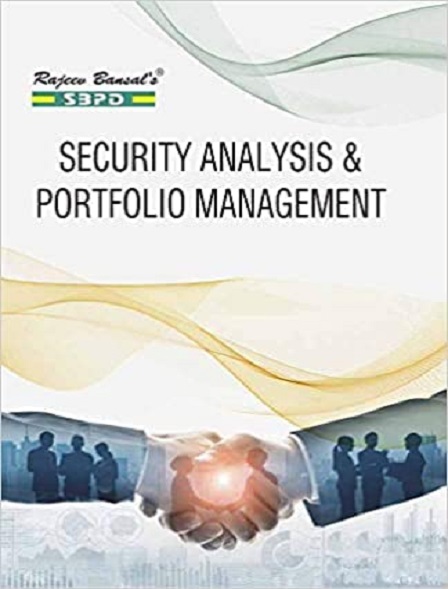 Rajeev Bansal's®
SBPD
SECURITY ANALYSIS &
PORTFOLIO MANAGEMENT